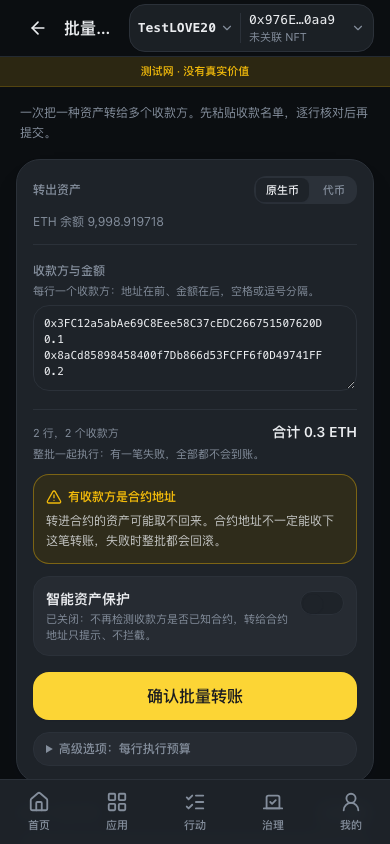 批量...
TestLOVE20
0x976E…0aa9
未关联 NFT
测试网 · 没有真实价值
一次把一种资产转给多个收款方。先粘贴收款名单，逐行核对后再
提交。
转出资产
原生币
代币
ETH 余额 9,998.919718
收款方与金额
每行一个收款方：地址在前、金额在后，空格或逗号分隔。
0x3FC12a5abAe69C8Eee58C37cEDC266751507620D
0.1
0x8aCd85898458400f7Db866d53FCFF6f0D49741FF
0.2
2 行，2 个收款方
合计 0.3 ETH
整批一起执行：有一笔失败，全部都不会到账。
有收款方是合约地址
转进合约的资产可能取不回来。合约地址不一定能收下
这笔转账，失败时整批都会回滚。
智能资产保护
已关闭：不再检测收款方是否已知合约，转给合约
地址只提示、不拦截。
确认批量转账
高级选项：每行执行预算
首页
应用
行动
治理
我的